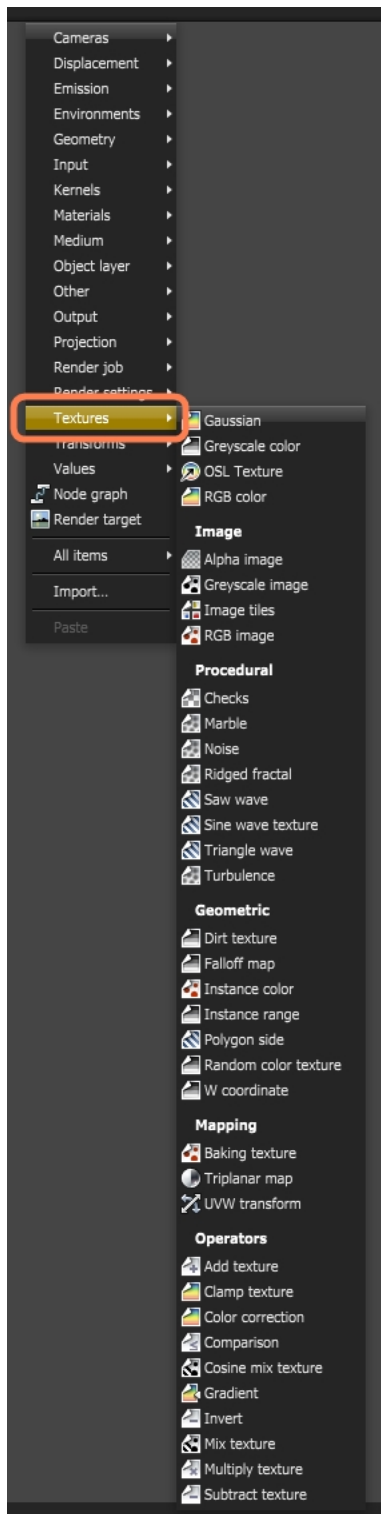 Cameras
Displacement
Emission
Environments
Geometry
Input
Kernels
Materials
Medium
Object layer
Other
Output
Projection
Render job
Render settings
Textures
Transforms
Values
Node graph
Render target
All items
Import...
Paste
Gaussian
Greyscale color
OSL Texture
RGB color
Image
Alpha image
Greyscale image
Image tiles
RGB image
Procedural
Checks
Marble
Noise
Ridged fractal
Saw wave
Sine wave texture
Triangle wave
Turbulence
Geometric
Dirt texture
Falloff map
Instance color
Instance range
Polygon side
Random color texture
W coordinate
Mapping
Baking texture
Triplanar map
UVW transform
Operators
Add texture
Clamp texture
Color correction
Comparison
Cosine mix texture
Gradient
Invert
Mix texture
Multiply texture
Subtract texture